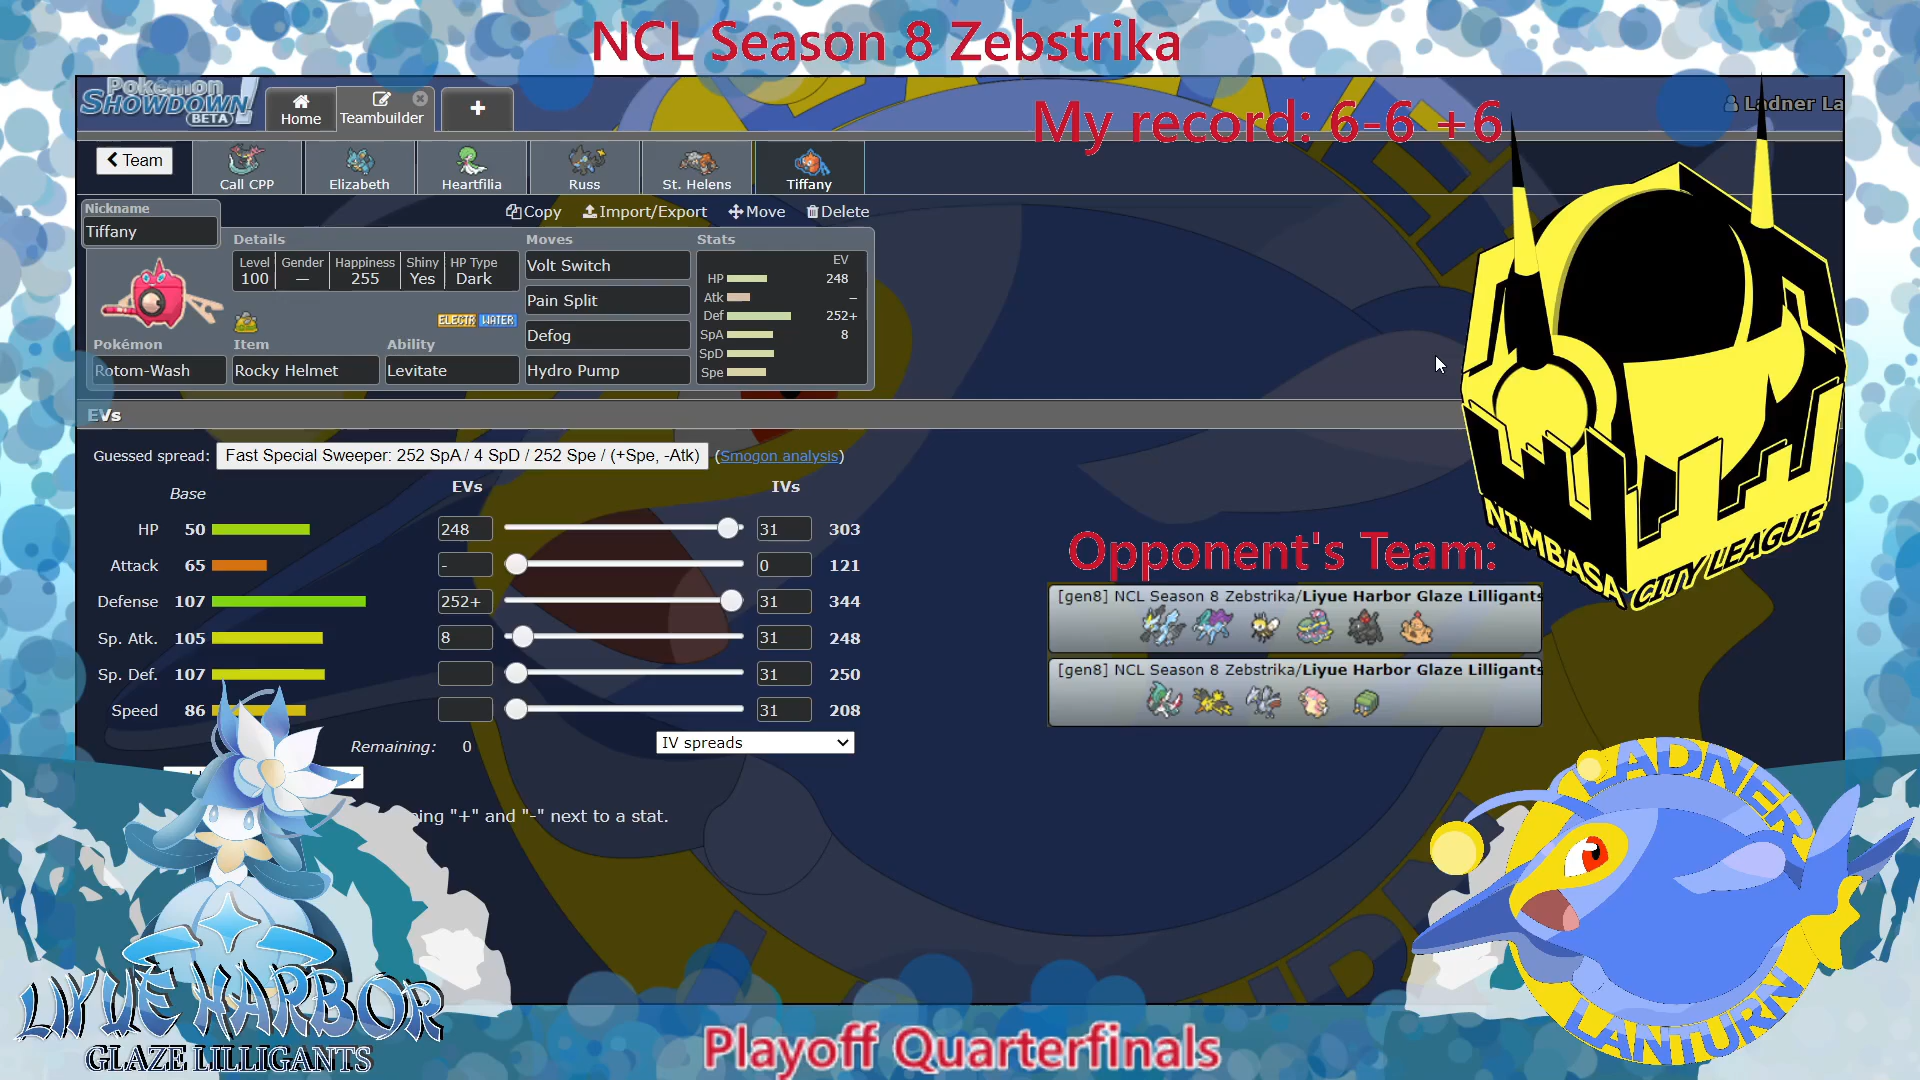 NCL Season 8 Zebstrika
My record: 6-6 +6
Pokémon
SHOWDOWN!
BETA
Home
Teambuilder
+
Ladner La
Team
Call CPP
Elizabeth
Heartfilia
Russ
St. Helens
Tiffany
Copy
Import/Export
Move
Delete
Nickname
Tiffany
Details
Level
100
Gender
—
Happiness
255
Shiny
Yes
HP Type
Dark
ELECTR WATER
Pokémon
Rotom-Wash
Item
Rocky Helmet
Ability
Levitate
Moves
Volt Switch
Pain Split
Defog
Hydro Pump
Stats
EV
HP 248
Atk –
Def 252+
SpA 8
SpD
Spe
EVs
Guessed spread: Fast Special Sweeper: 252 SpA / 4 SpD / 252 Spe / (+Spe, -Atk) (Smogon analysis)
Base EVs IVs
HP 50 248 31 303
Attack 65 - 0 121
Defense 107 252+ 31 344
Sp. Atk. 105 8 31 248
Sp. Def. 107 31 250
Speed 86 31 208
Remaining: 0
IV spreads
ing "+" and "-" next to a stat.
Opponent's Team:
[gen8] NCL Season 8 Zebstrika/Liyue Harbor Glaze Lilligants
[gen8] NCL Season 8 Zebstrika/Liyue Harbor Glaze Lilligants
NIMBASA CITY LEAGUE
LADNER
LANTURN
LIYUE HARBOR
GLAZE LILLIGANTS
Playoff Quarterfinals